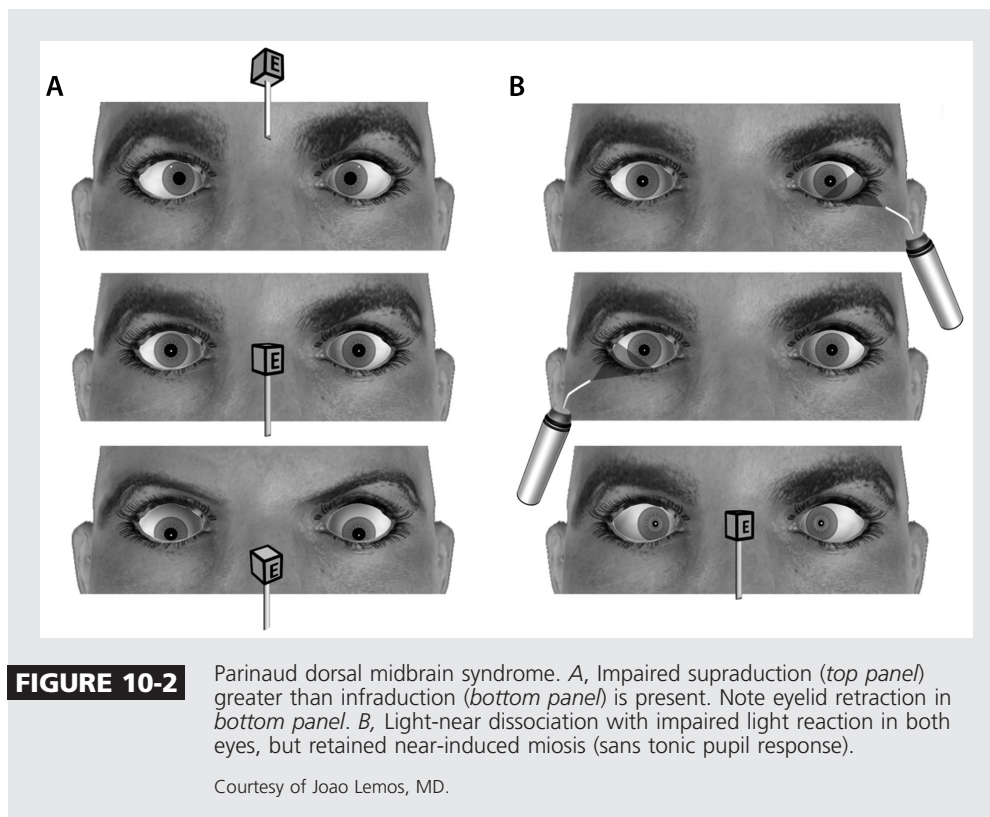 A
B
E
E
E
E
FIGURE 10-2
Parinaud dorsal midbrain syndrome. A, Impaired supraduction (top panel)
greater than infraduction (bottom panel) is present. Note eyelid retraction in
bottom panel. B, Light-near dissociation with impaired light reaction in both
eyes, but retained near-induced miosis (sans tonic pupil response).
Courtesy of Joao Lemos, MD.